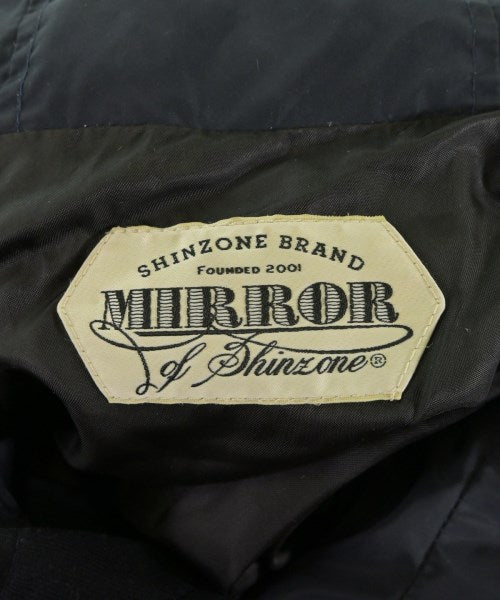 SHINZONE BRAND
FOUNDED 2001
MIRROR
of Shinzone®